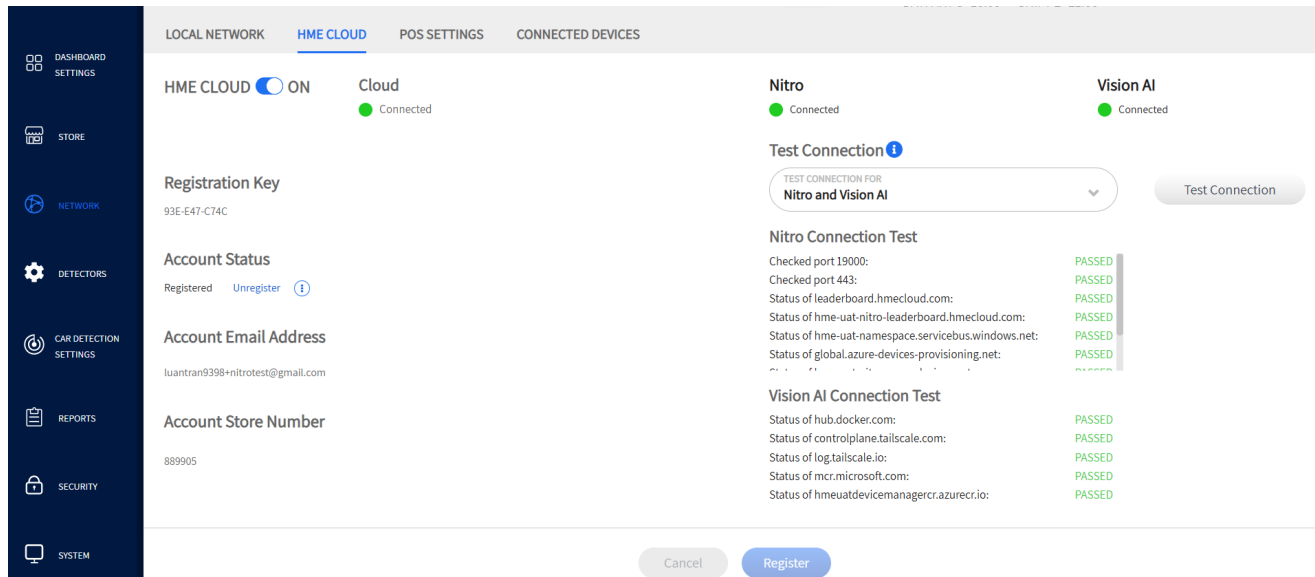 LOCAL NETWORK HME CLOUD POS SETTINGS CONNECTED DEVICES
DASHBOARD
SETTINGS
STORE
NETWORK
DETECTORS
CAR DETECTION
SETTINGS
REPORTS
SECURITY
SYSTEM
HME CLOUD ON
Cloud
Connected
Registration Key
93E-E47-C74C
Account Status
Registered Unregister
Account Email Address
luantran9398+nitrotest@gmail.com
Account Store Number
889905
Nitro
Connected
Vision AI
Connected
Test Connection
TEST CONNECTION FOR
Nitro and Vision AI
Test Connection
Nitro Connection Test
Checked port 19000: PASSED
Checked port 443: PASSED
Status of leaderboard.hmecloud.com: PASSED
Status of hme-uat-nitro-leaderboard.hmecloud.com: PASSED
Status of hme-uat-namespace.servicebus.windows.net: PASSED
Status of global.azure-devices-provisioning.net: PASSED
Vision AI Connection Test
Status of hub.docker.com: PASSED
Status of controlplane.tailscale.com: PASSED
Status of log.tailscale.io: PASSED
Status of mcr.microsoft.com: PASSED
Status of hmeuatdevicemanagercr.azurecr.io: PASSED
Cancel Register